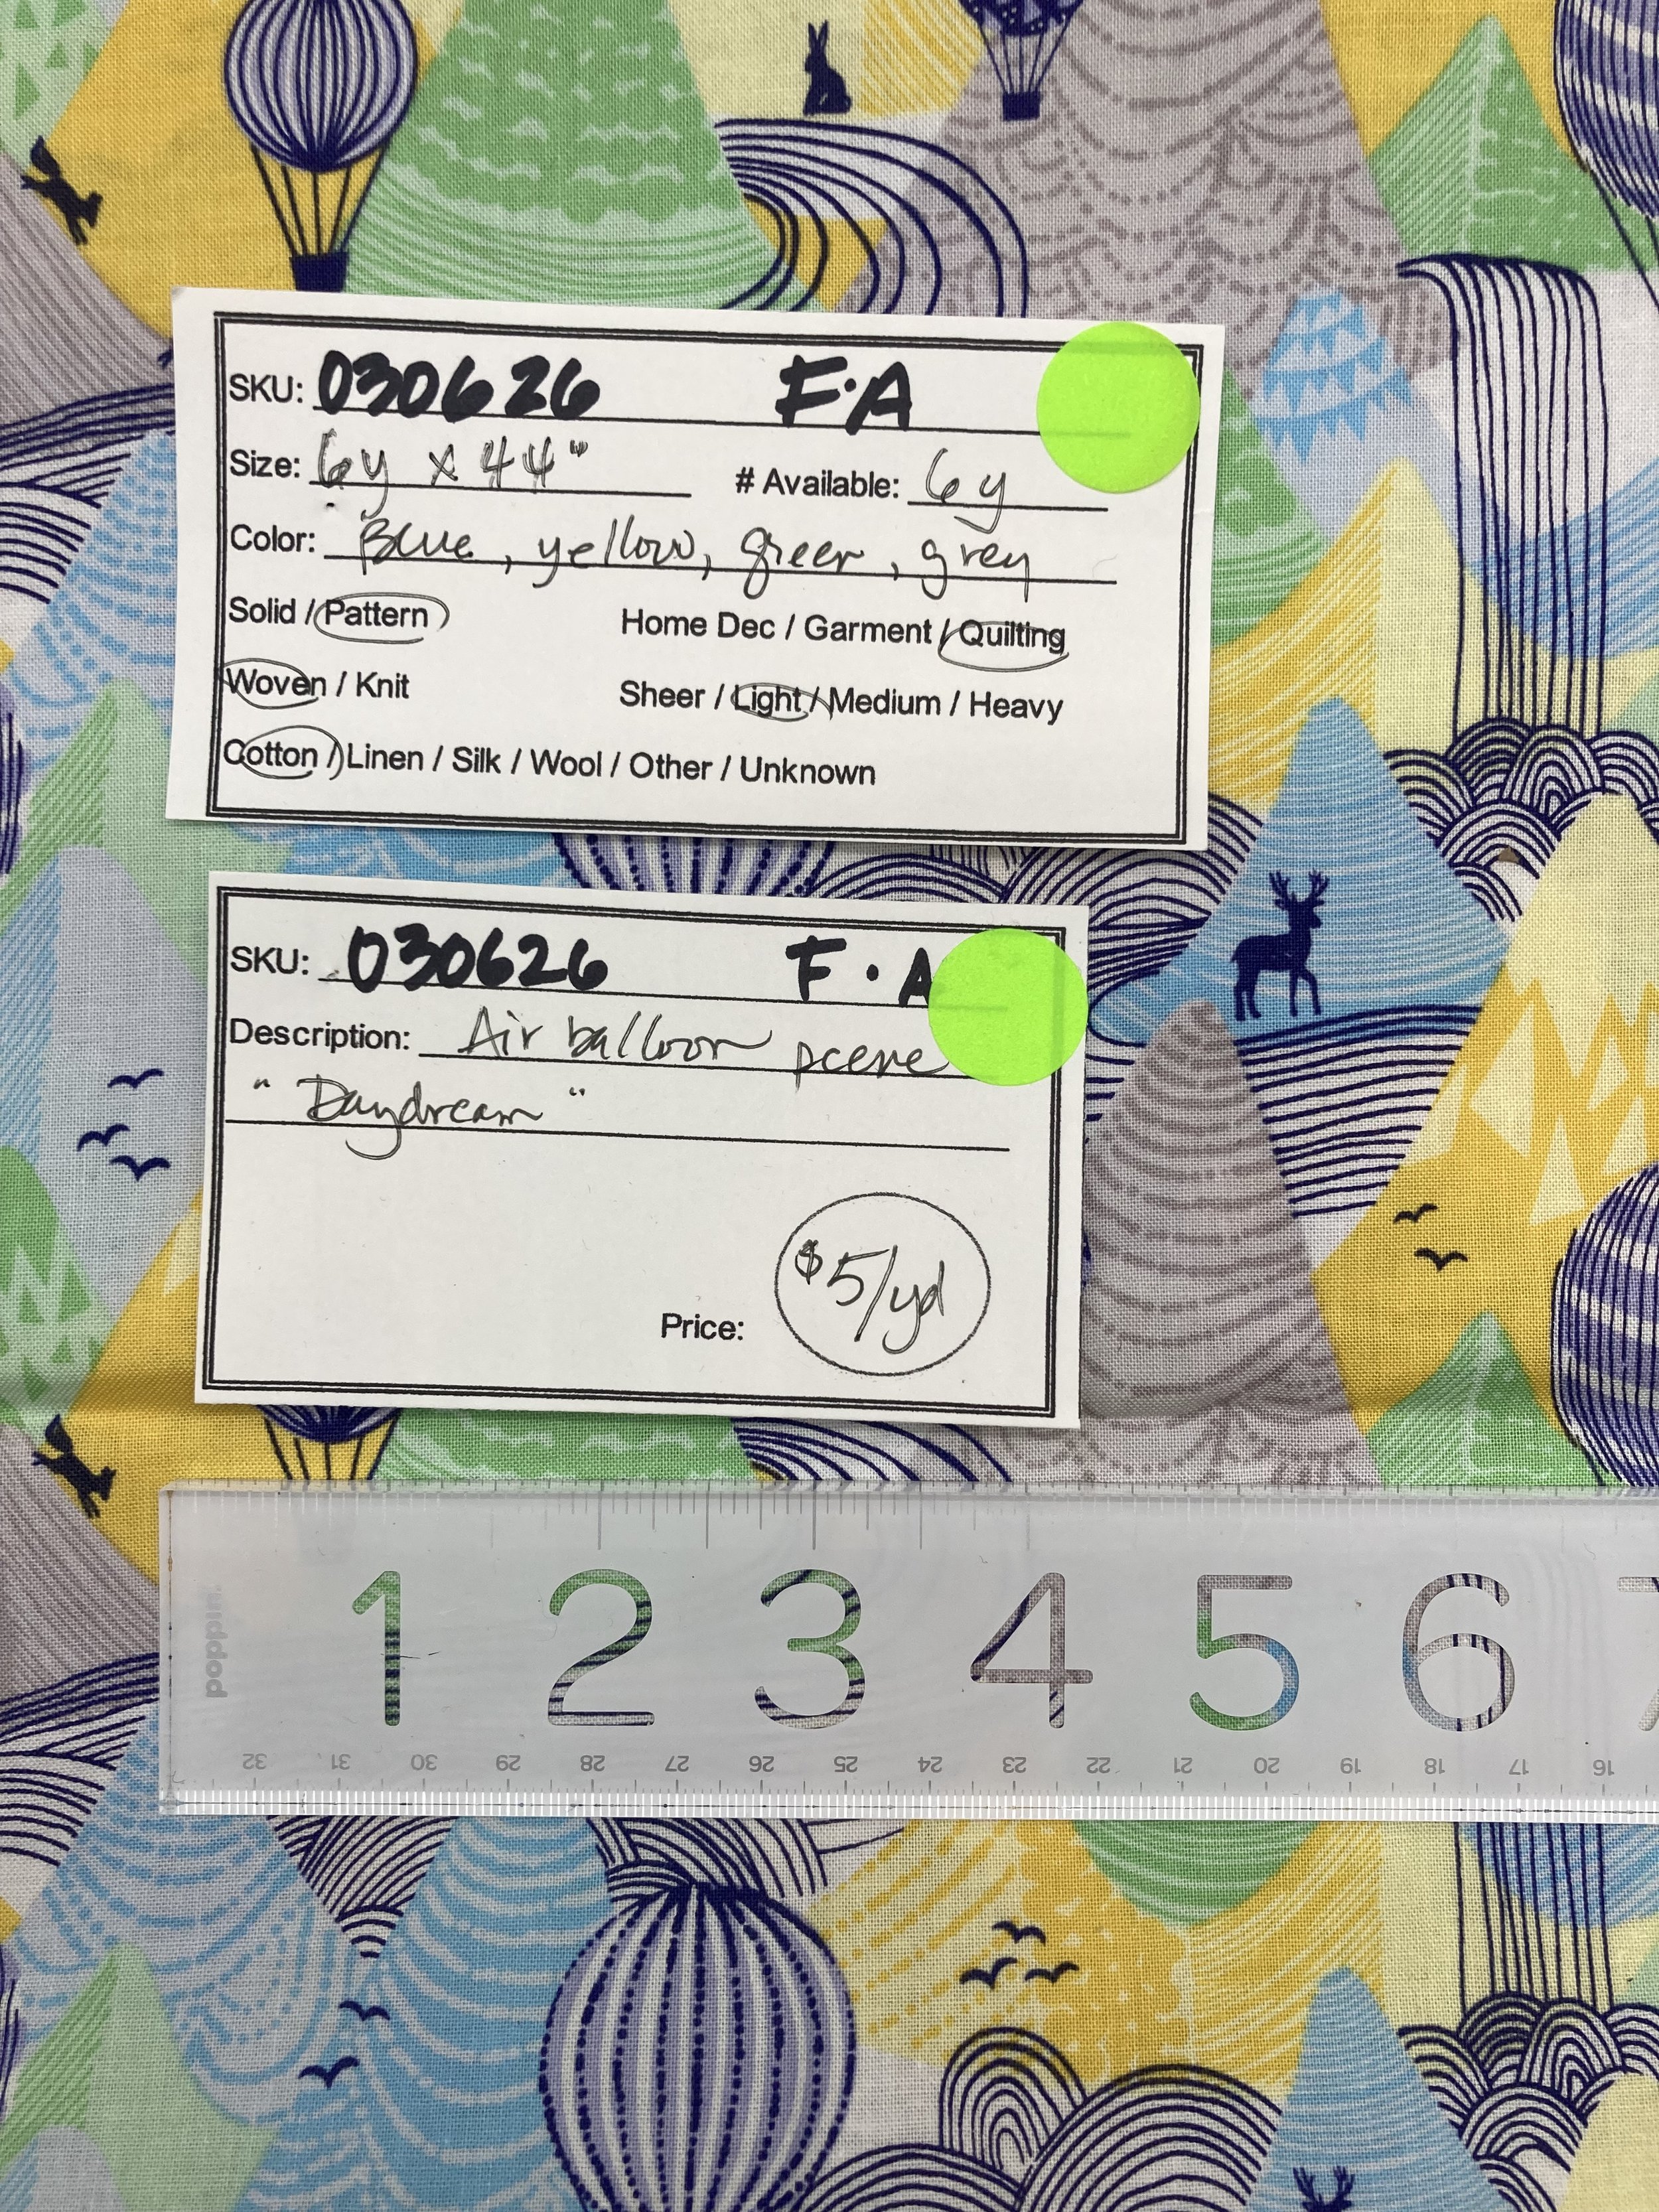 SKU: 030626 F.A
Size: 6y x 44" # Available: 6y
Color: Blue, yellow, green, grey
Solid / Pattern Home Dec / Garment / Quilting
Woven / Knit Sheer / Light / Medium / Heavy
Cotton / Linen / Silk / Wool / Other / Unknown
SKU: 030626 F.A
Description: Air balloon scene
"Daydream"
Price: $5/yd
poppin
1 2 3 4 5 6 7
32 31 30 29 28 27 26 25 24 23 22 21 20 19 18 17 16